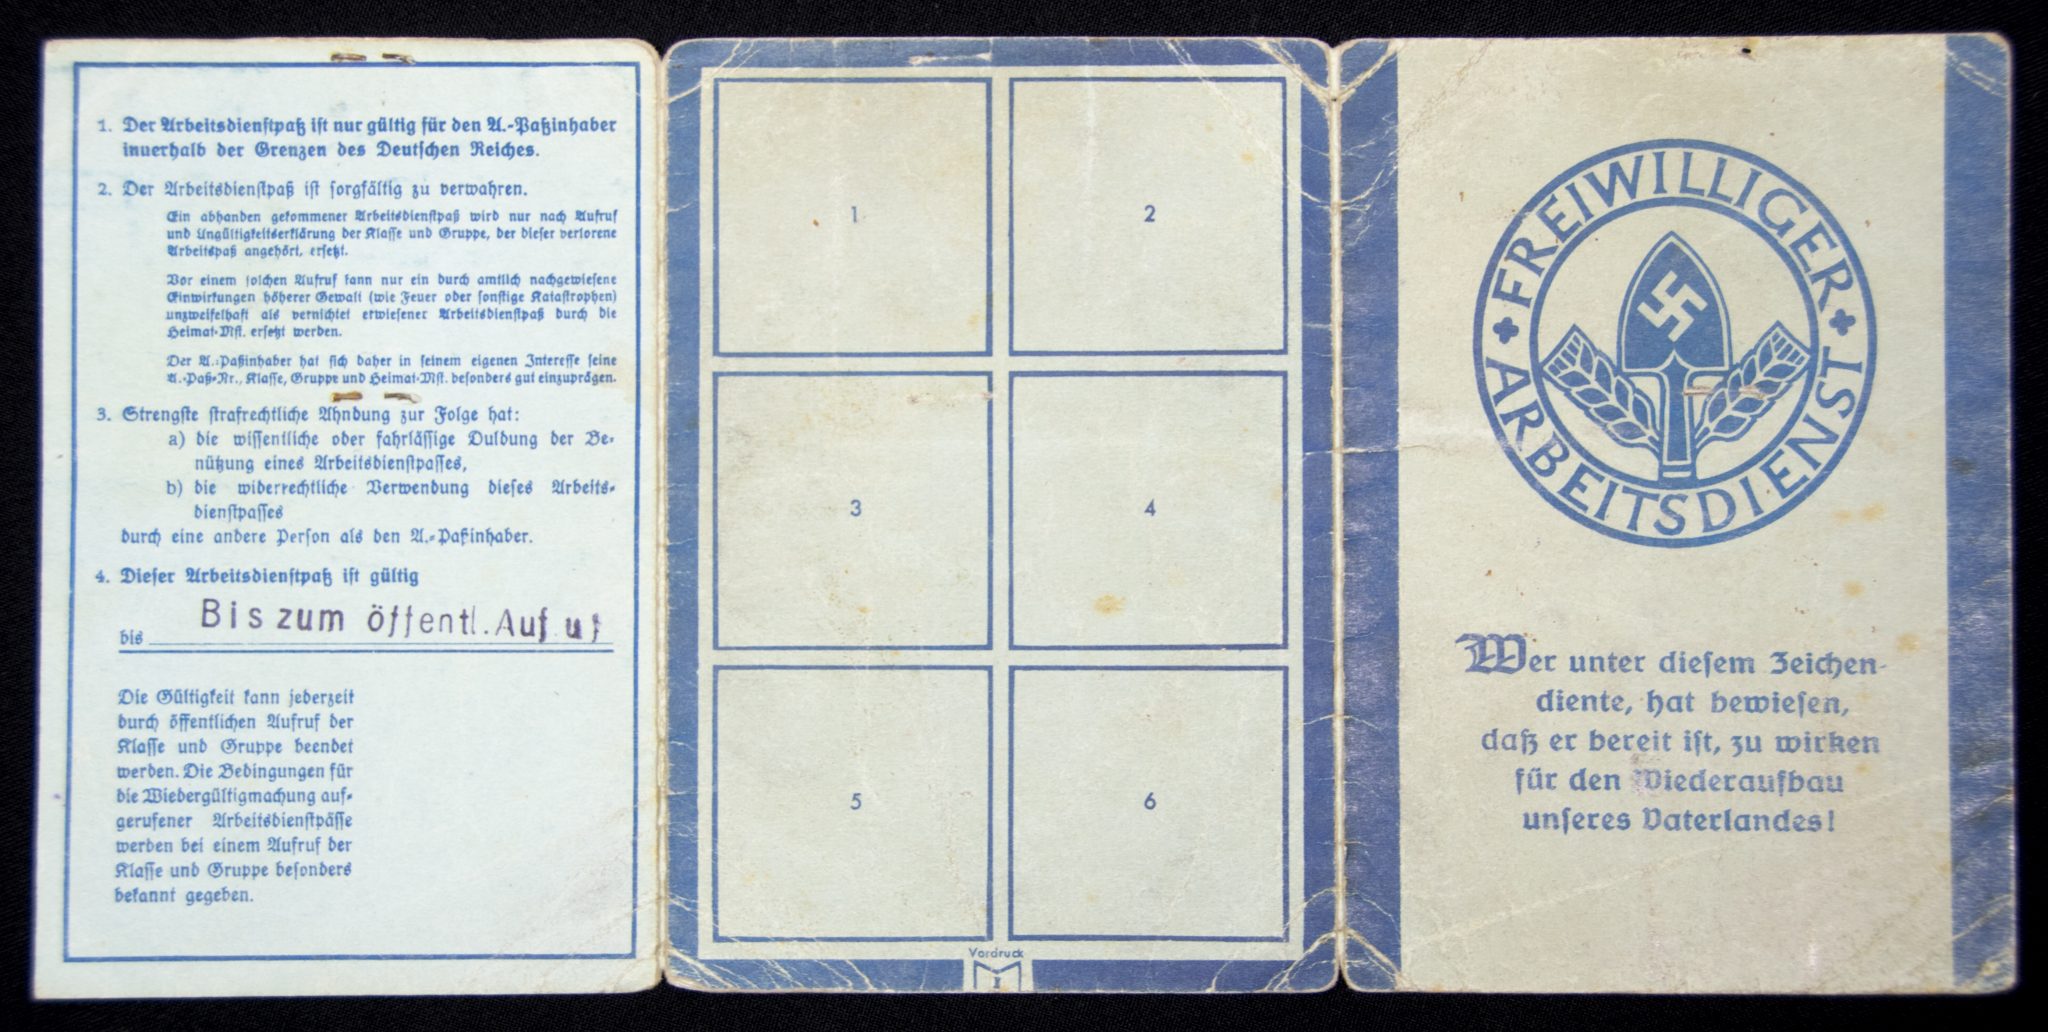 1. Der Arbeitsdienstpaß ist nur gültig für den A.-Paßinhaber
innerhalb der Grenzen des Deutschen Reiches.
2. Der Arbeitsdienstpaß ist sorgfältig zu verwahren.
Ein abhanden gekommener Arbeitsdienstpaß wird nur nach Aufruf
und Ungültigkeitserklärung der Klasse und Gruppe, der dieser verlorene
Arbeitspaß angehört, ersetzt.
Vor einem solchen Aufruf kann nur ein durch amtlich nachgewiesene
Einwirkungen höherer Gewalt (wie Feuer oder sonstige Katastrophen)
unzweifelhaft als vernichtet erwiesener Arbeitsdienstpaß durch die
Heimat-Mst. ersetzt werden.
Der A.-Paßinhaber hat sich daher in seinem eigenen Interesse seine
A.-Paß-Nr., Klasse, Gruppe und Heimat-Mst. besonders gut einzuprägen.
3. Strengste strafrechtliche Ahndung zur Folge hat:
a) die wissentliche oder fahrlässige Duldung der Be-
nützung eines Arbeitsdienstpasses,
b) die widerrechtliche Verwendung dieses Arbeits-
dienstpasses
durch eine andere Person als den A.-Paßinhaber.
4. Dieser Arbeitsdienstpaß ist gültig
bis Bis zum öffentl. Aufruf
Die Gültigkeit kann jederzeit
durch öffentlichen Aufruf der
Klasse und Gruppe beendet
werden. Die Bedingungen für
die Wiedergültigmachung auf-
gerufener Arbeitsdienstpässe
werden bei einem Aufruf der
Klasse und Gruppe besonders
bekannt gegeben.
1
2
3
4
5
6
Vordruck
I
FREIWILLIGER
ARBEITSDIENST
Wer unter diesem Zeichen
diente, hat bewiesen,
daß er bereit ist, zu wirken
für den Wiederaufbau
unseres Vaterlandes!